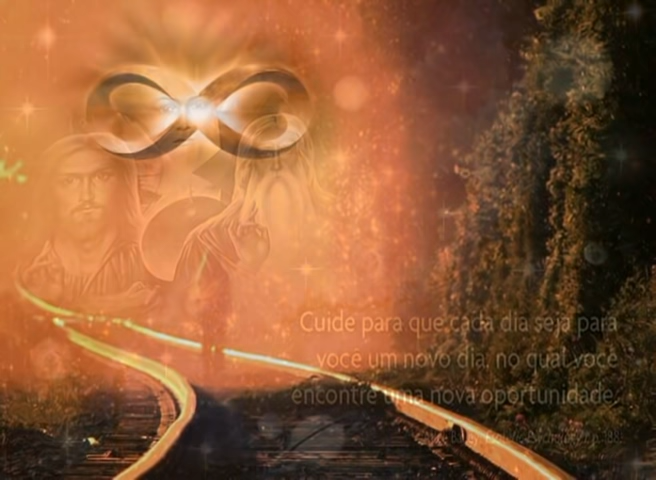 Cuide para que cada dia seja para
você um novo dia, no qual você
encontre uma nova oportunidade.